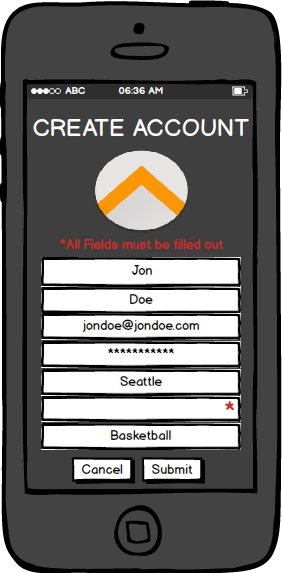 ABC 06:36 AM
CREATE ACCOUNT
*All Fields must be filled out
Jon
Doe
jondoe@jondoe.com
***********
Seattle
*
Basketball
Cancel Submit